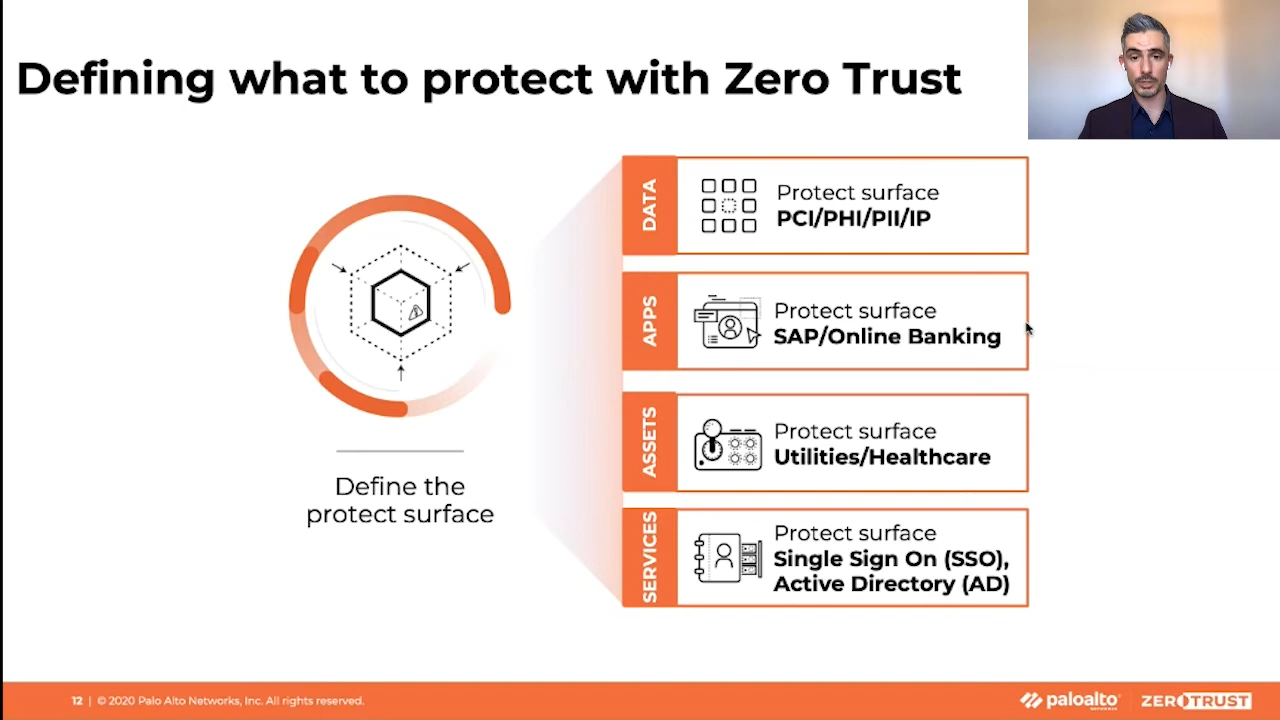 Defining what to protect with Zero Trust
Define the
protect surface
DATA
Protect surface
PCI/PHI/PII/IP
APPS
Protect surface
SAP/Online Banking
ASSETS
Protect surface
Utilities/Healthcare
SERVICES
Protect surface
Single Sign On (SSO),
Active Directory (AD)
12 | © 2020 Palo Alto Networks, Inc. All rights reserved.
paloalto
NETWORKS
ZERO TRUST